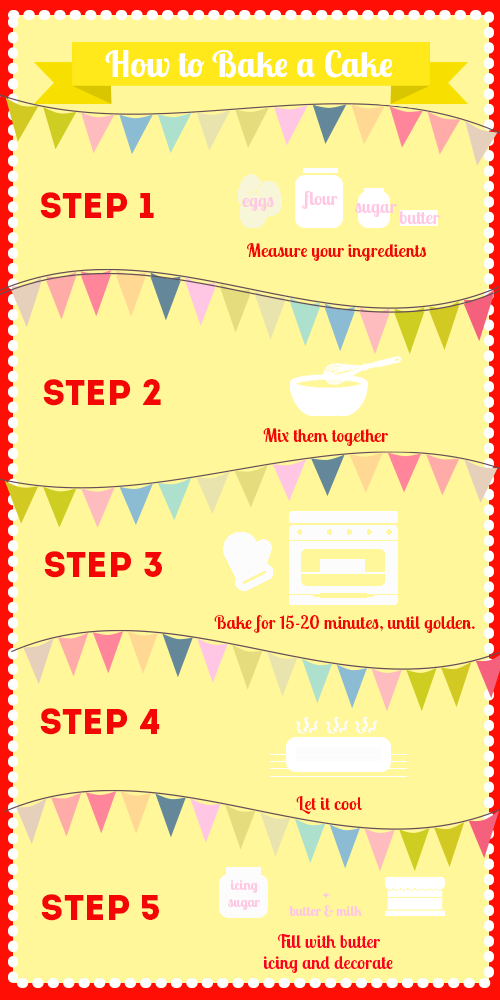 How to Bake a Cake
STEP 1
eggs
flour
sugar
butter
Measure your ingredients
STEP 2
Mix them together
STEP 3
Bake for 15-20 minutes, until golden.
STEP 4
Let it cool
STEP 5
icing
sugar
+
butter & milk
Fill with butter
icing and decorate